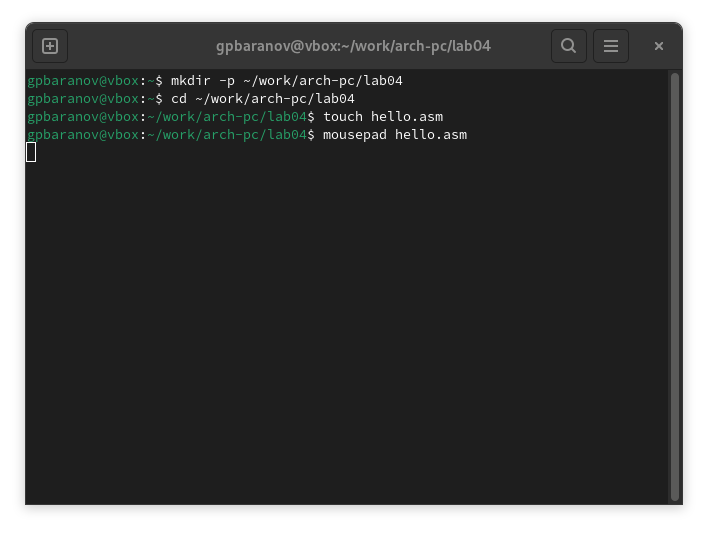 gpbaranov@vbox:~/work/arch-pc/lab04
gpbaranov@vbox:~$ mkdir -p ~/work/arch-pc/lab04
gpbaranov@vbox:~$ cd ~/work/arch-pc/lab04
gpbaranov@vbox:~/work/arch-pc/lab04$ touch hello.asm
gpbaranov@vbox:~/work/arch-pc/lab04$ mousepad hello.asm